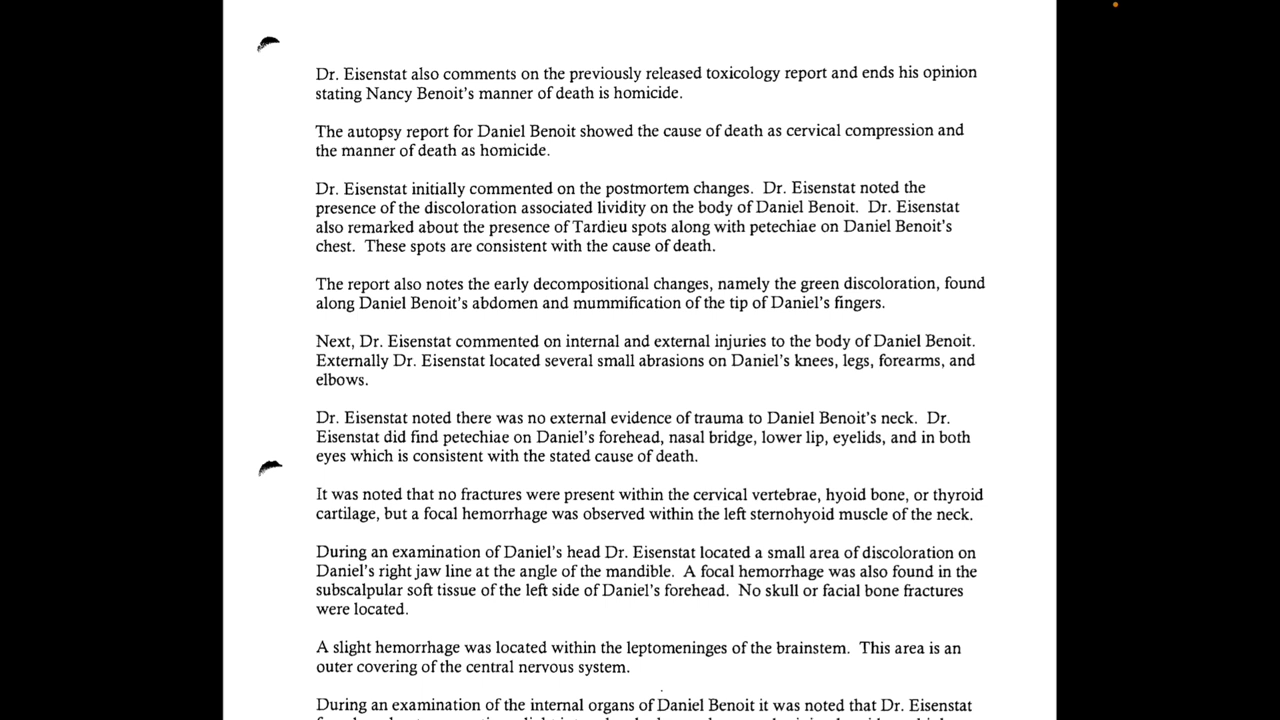 Dr. Eisenstat also comments on the previously released toxicology report and ends his opinion
stating Nancy Benoit's manner of death is homicide.
The autopsy report for Daniel Benoit showed the cause of death as cervical compression and
the manner of death as homicide.
Dr. Eisenstat initially commented on the postmortem changes. Dr. Eisenstat noted the
presence of the discoloration associated lividity on the body of Daniel Benoit. Dr. Eisenstat
also remarked about the presence of Tardieu spots along with petechiae on Daniel Benoit's
chest. These spots are consistent with the cause of death.
The report also notes the early decompositional changes, namely the green discoloration, found
along Daniel Benoit's abdomen and mummification of the tip of Daniel's fingers.
Next, Dr. Eisenstat commented on internal and external injuries to the body of Daniel Benoit.
Externally Dr. Eisenstat located several small abrasions on Daniel's knees, legs, forearms, and
elbows.
Dr. Eisenstat noted there was no external evidence of trauma to Daniel Benoit's neck. Dr.
Eisenstat did find petechiae on Daniel's forehead, nasal bridge, lower lip, eyelids, and in both
eyes which is consistent with the stated cause of death.
It was noted that no fractures were present within the cervical vertebrae, hyoid bone, or thyroid
cartilage, but a focal hemorrhage was observed within the left sternohyoid muscle of the neck.
During an examination of Daniel's head Dr. Eisenstat located a small area of discoloration on
Daniel's right jaw line at the angle of the mandible. A focal hemorrhage was also found in the
subscalpular soft tissue of the left side of Daniel's forehead. No skull or facial bone fractures
were located.
A slight hemorrhage was located within the leptomeninges of the brainstem. This area is an
outer covering of the central nervous system.
During an examination of the internal organs of Daniel Benoit it was noted that Dr. Eisenstat